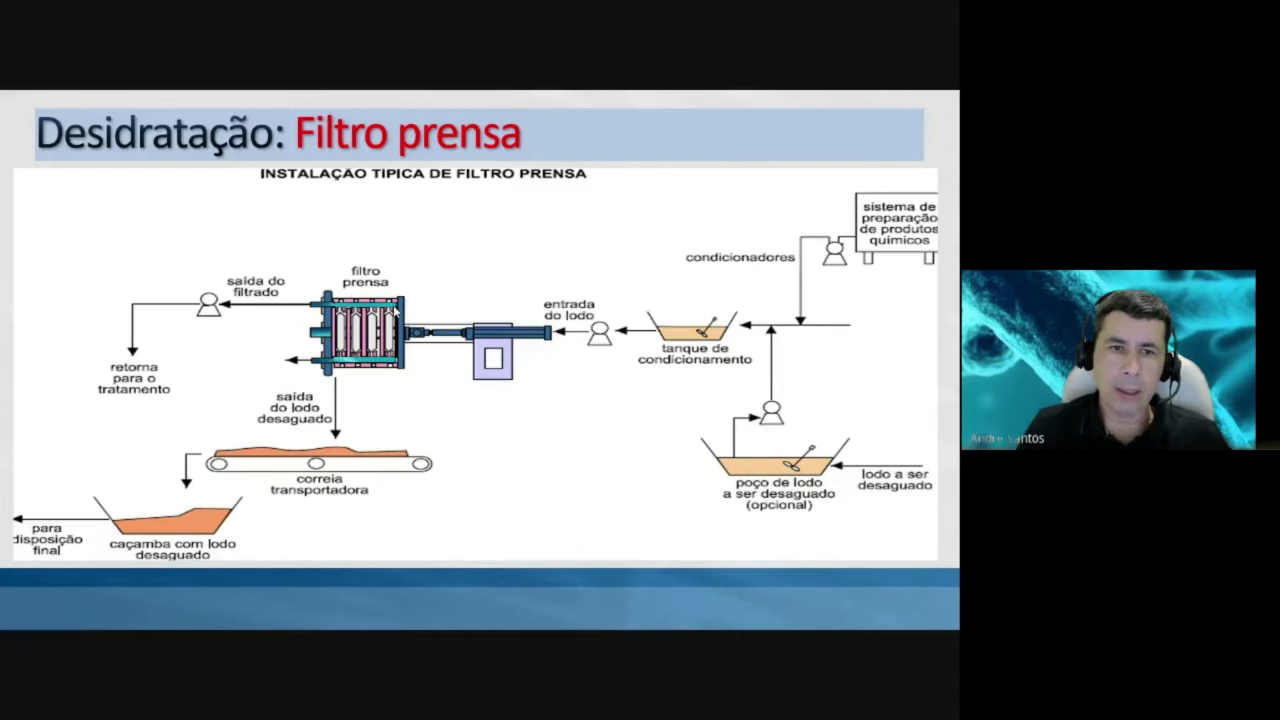 Desidratação: Filtro prensa
INSTALAÇÃO TIPICA DE FILTRO PRENSA
sistema de
preparação
de produtos
químicos
condicionadores
filtro
prensa
saída do
filtrado
entrada
do lodo
tanque de
condicionamento
retorna
para o
tratamento
saída
do lodo
desaguado
correia
transportadora
poço de lodo
a ser desaguado
(opcional)
lodo a ser
desaguado
para
disposição
final
caçamba com lodo
desaguado
Andre Santos